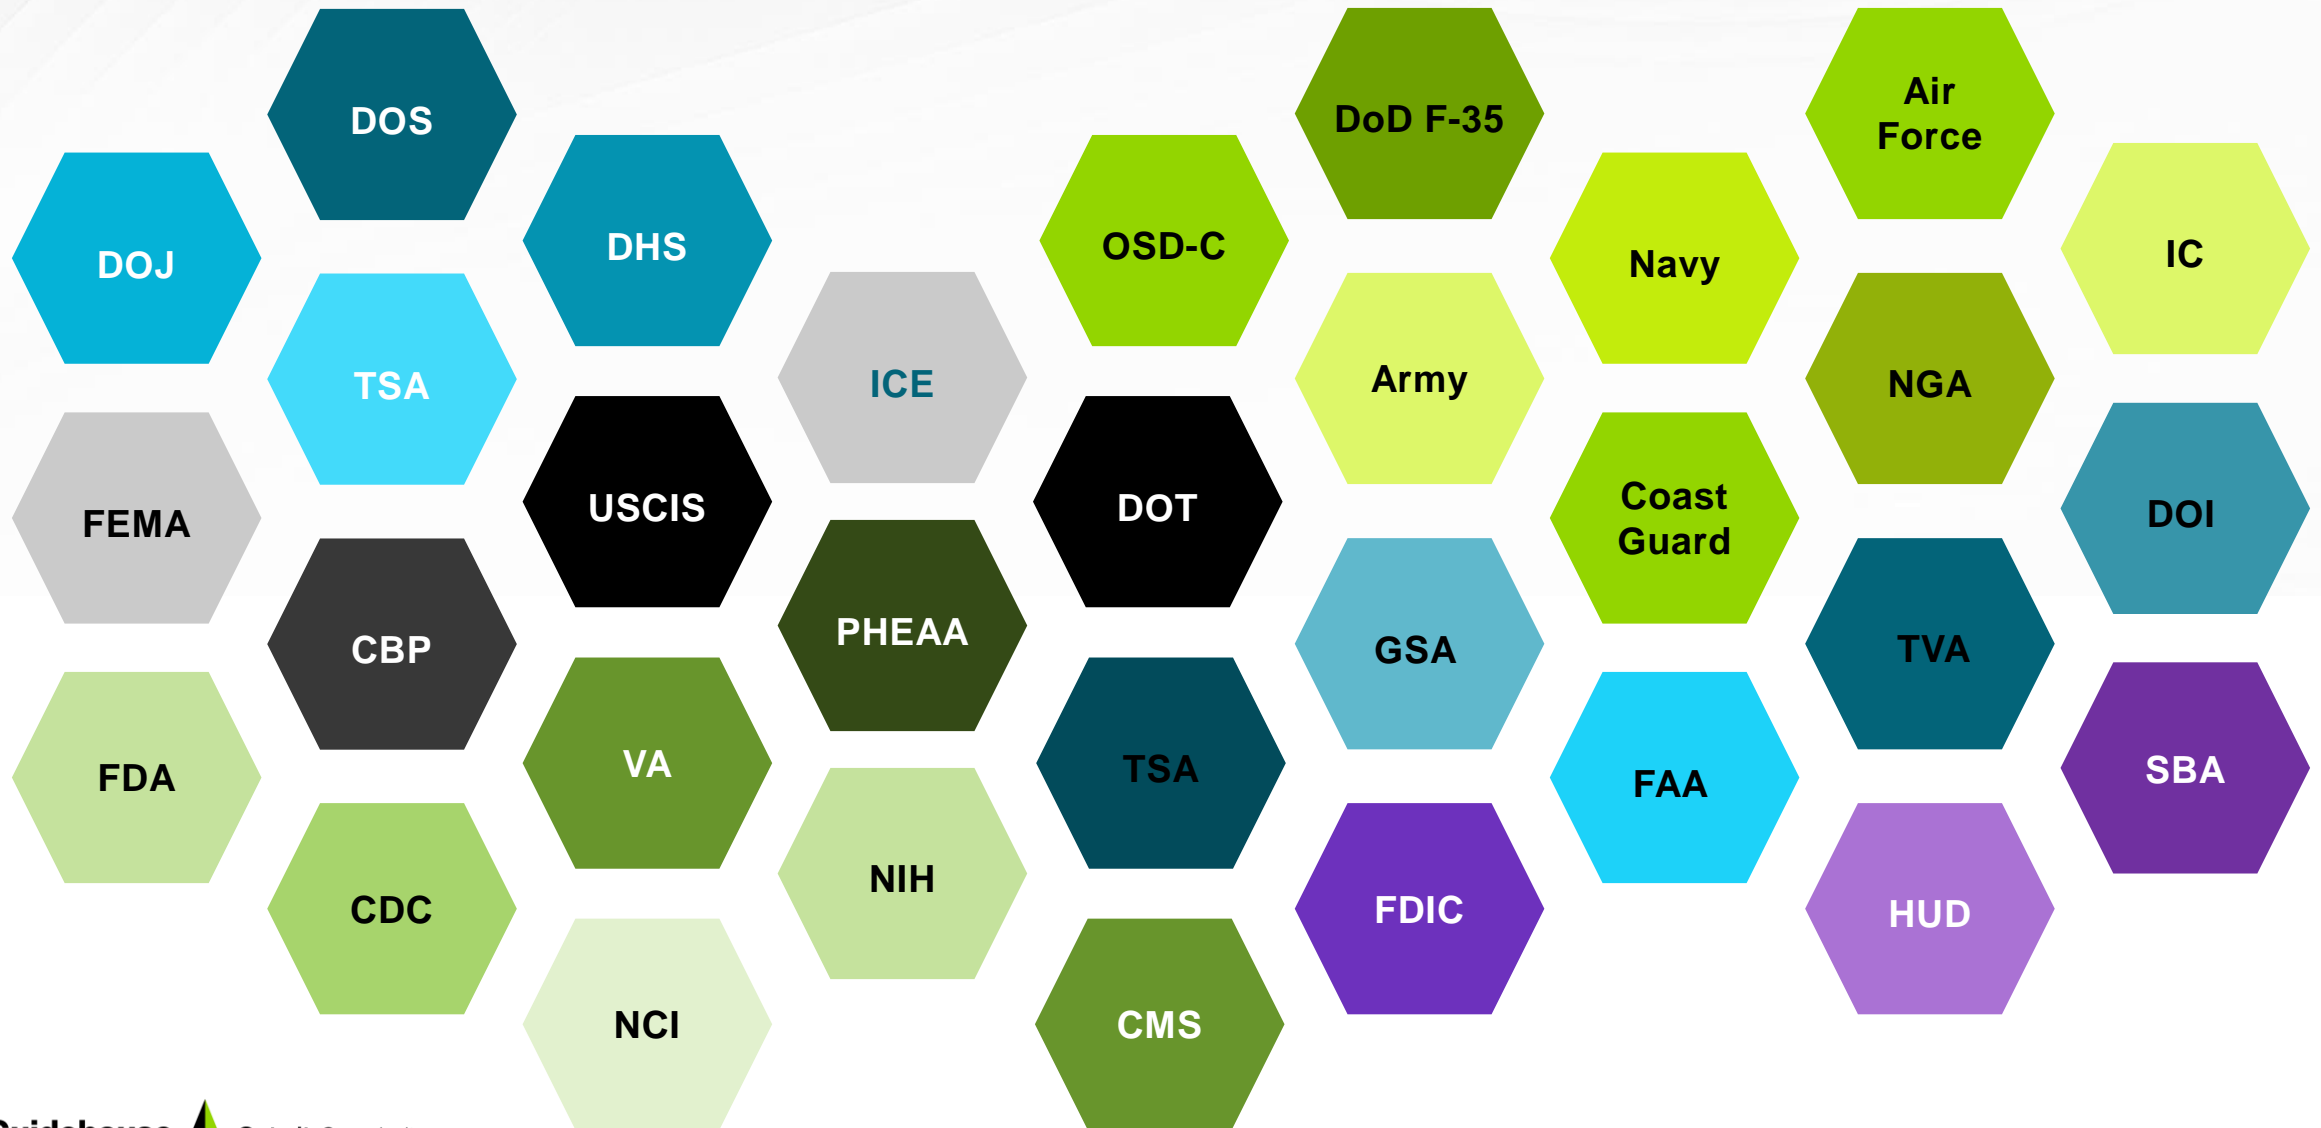 DOS
DoD F-35
Air
Force
DOJ
DHS
OSD-C
Navy
IC
TSA
ICE
Army
NGA
FEMA
USCIS
DOT
Coast
Guard
DOI
CBP
PHEAA
GSA
TVA
FDA
VA
TSA
FAA
SBA
CDC
NIH
FDIC
HUD
NCI
CMS